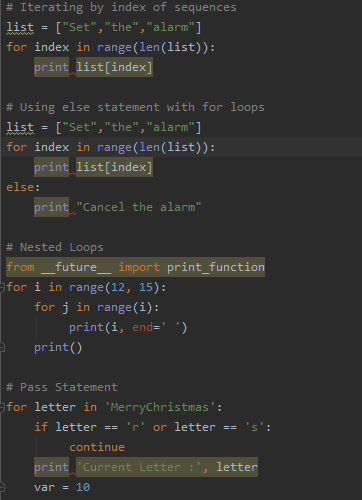 # Iterating by index of sequences
list = ["Set","the","alarm"]
for index in range(len(list)):
    print list[index]

# Using else statement with for loops
list = ["Set","the","alarm"]
for index in range(len(list)):
    print list[index]
else:
    print "Cancel the alarm"

# Nested Loops
from __future__ import print_function
for i in range(12, 15):
    for j in range(i):
        print(i, end=' ')
    print()

# Pass Statement
for letter in 'MerryChristmas':
    if letter == 'r' or letter == 's':
        continue
    print 'Current Letter :', letter
    var = 10